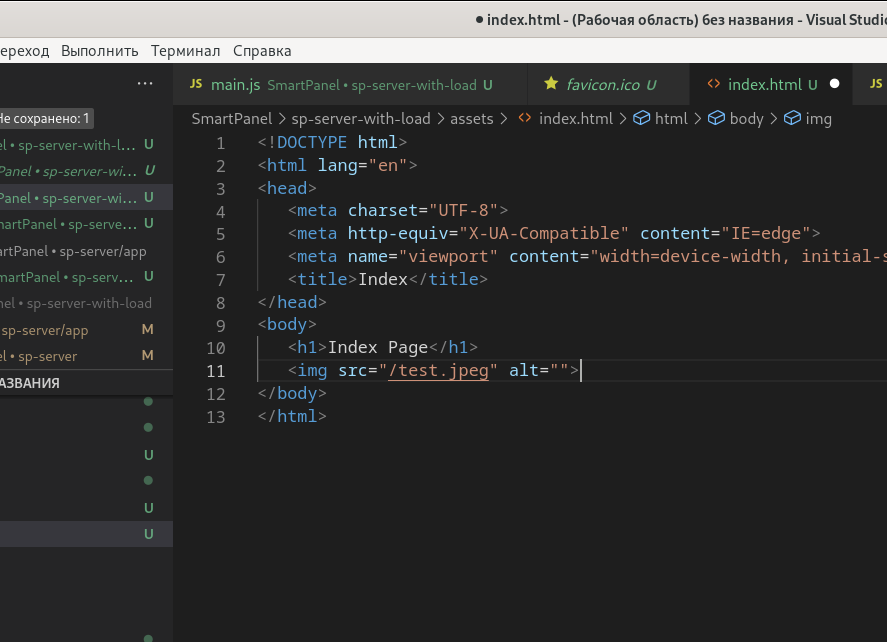 index.html - (Рабочая область) без названия - Visual Studio
ереход Выполнить Терминал Справка
JS main.js SmartPanel • sp-server-with-load U favicon.ico U index.html U JS
Не сохранено: 1
SmartPanel > sp-server-with-load > assets > index.html > html > body > img
el • sp-server-with-l... U
Panel • sp-server-wi... U
Panel • sp-server-wi... U
martPanel • sp-serve... U
artPanel • sp-server/app
martPanel • sp-serv... U
nel • sp-server-with-load
sp-server/app M
el • sp-server M
АЗВАНИЯ
U
U
U
1 <!DOCTYPE html>
2 <html lang="en">
3 <head>
4 <meta charset="UTF-8">
5 <meta http-equiv="X-UA-Compatible" content="IE=edge">
6 <meta name="viewport" content="width=device-width, initial-s
7 <title>Index</title>
8 </head>
9 <body>
10 <h1>Index Page</h1>
11 <img src="/test.jpeg" alt="">
12 </body>
13 </html>